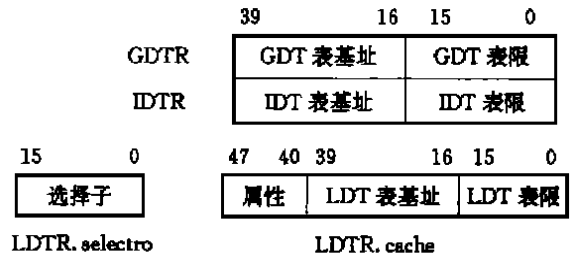 39 16 15 0
GDTR GDT 表基址 GDT 表限
IDTR IDT 表基址 IDT 表限
15 0 47 40 39 16 15 0
选择子 属性 LDT 表基址 LDT 表限
LDTR. selectro LDTR. cache